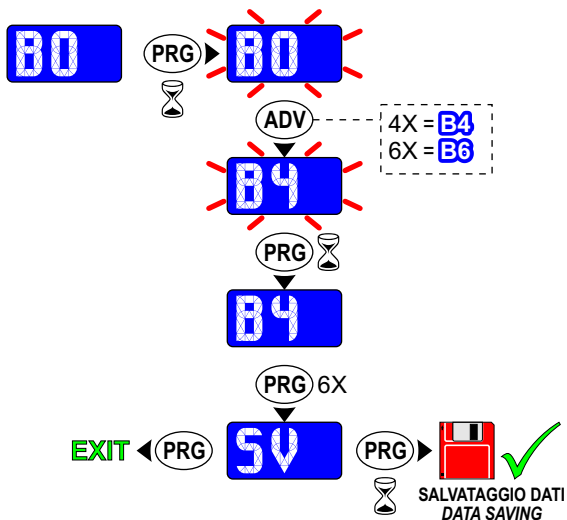 B0 PRG B0
ADV
4X = B4
6X = B6
B4
PRG
B4
PRG 6X
EXIT PRG SV PRG
SALVATAGGIO DATI
DATA SAVING